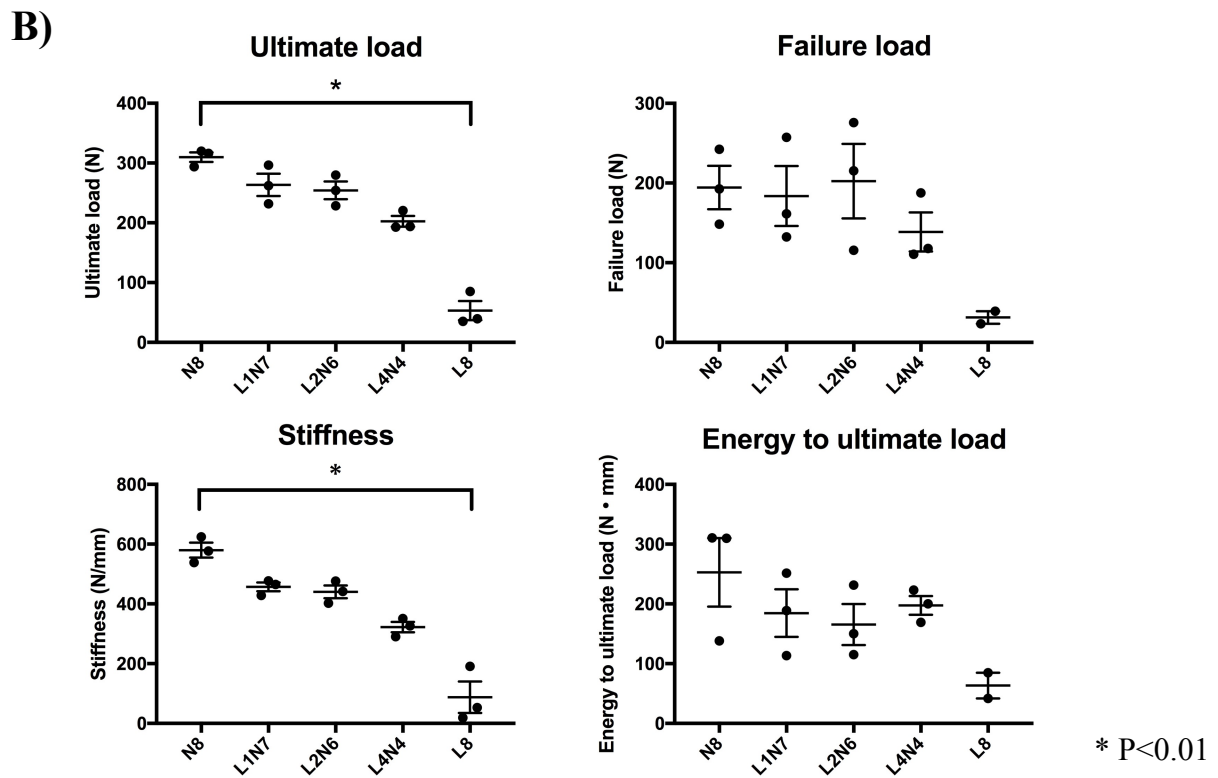 B)
Ultimate load
*
Ultimate load (N)
400
300
200
100
0
N8
L1N7
L2N6
L4N4
L8
Failure load
Failure load (N)
300
200
100
0
N8
L1N7
L2N6
L4N4
L8
Stiffness
*
Stiffness (N/mm)
800
600
400
200
0
N8
L1N7
L2N6
L4N4
L8
Energy to ultimate load
Energy to ultimate load (N • mm)
400
300
200
100
0
N8
L1N7
L2N6
L4N4
L8
* P<0.01